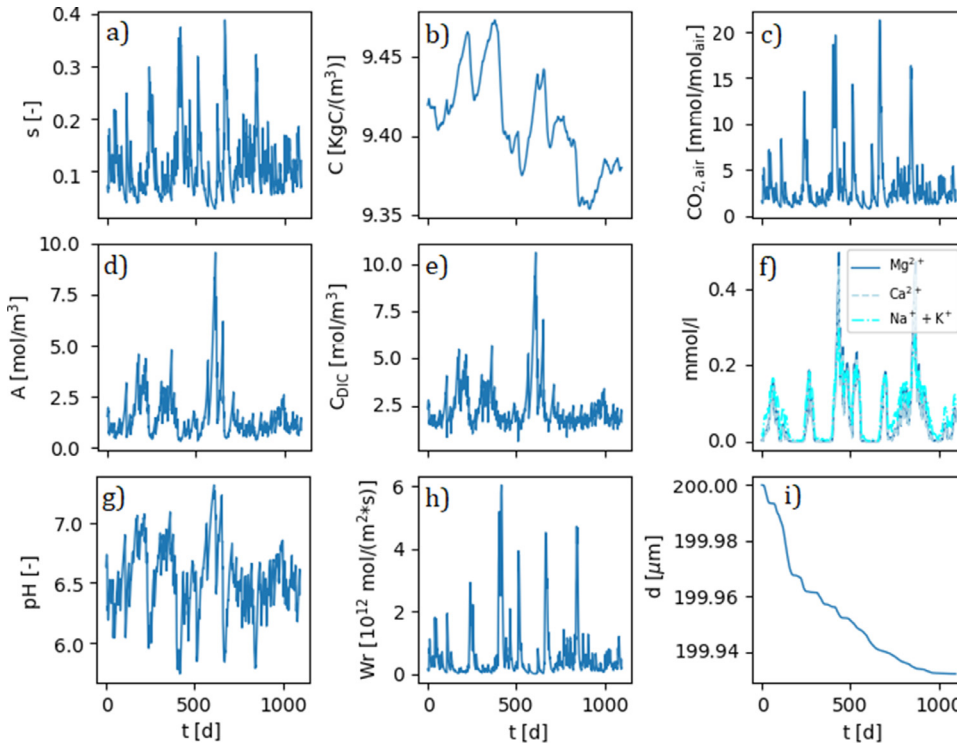 a)
s [-]
0.4
0.3
0.2
0.1
b)
C [KgC/(m³)]
9.45
9.40
9.35
c)
CO₂,air [mmol/mol_air]
20
15
10
5
0
d)
A [mol/m³]
10.0
7.5
5.0
2.5
0.0
e)
C_DIC [mol/m³]
10.0
7.5
5.0
2.5
f)
mmol/l
0.4
0.2
0.0
Mg²⁺
Ca²⁺
Na⁺ + K⁺
g)
pH [-]
7.0
6.5
6.0
0 500 1000
t [d]
h)
Wr [10¹² mol/(m²*s)]
6
4
2
0
0 500 1000
t [d]
i)
d [μm]
200.00
199.98
199.96
199.94
0 500 1000
t [d]